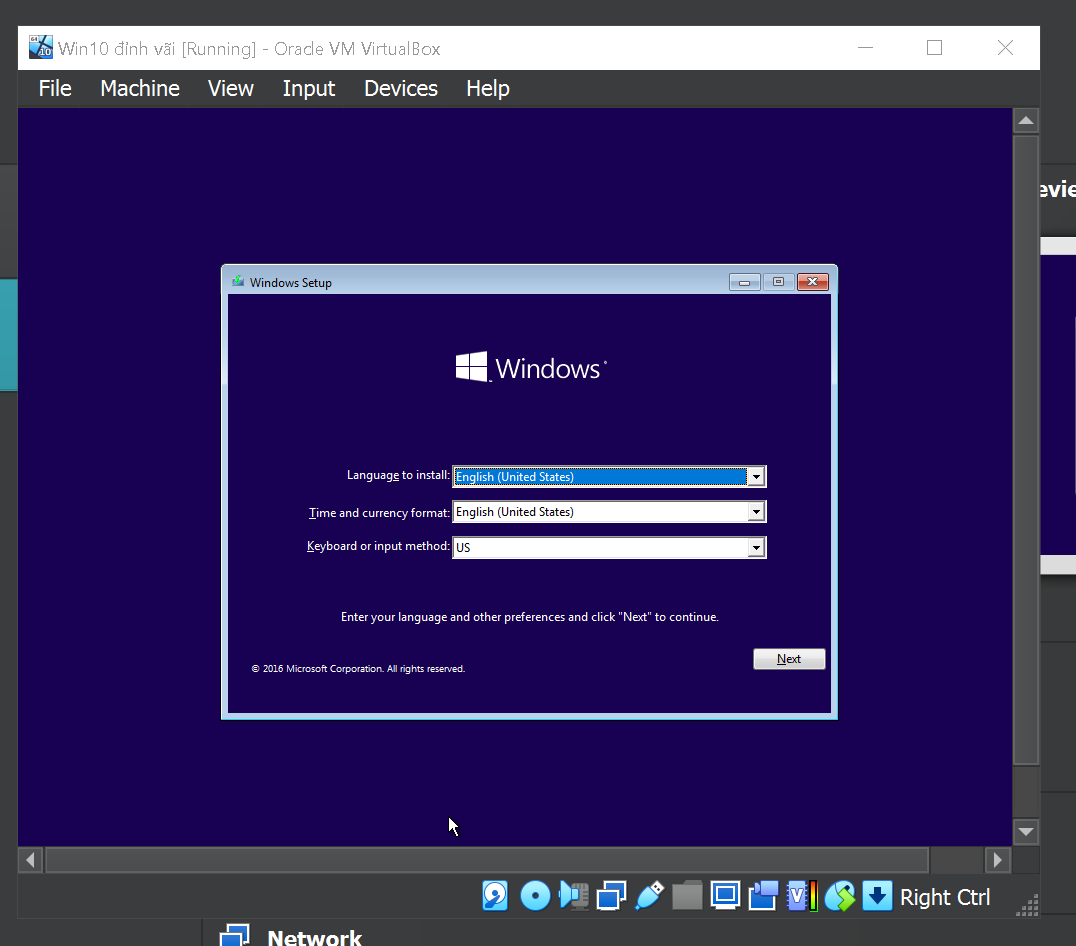 Win10 đỉnh vãi [Running] - Oracle VM VirtualBox
File Machine View Input Devices Help
Windows Setup
Windows
Language to install: English (United States)
Time and currency format: English (United States)
Keyboard or input method: US
Enter your language and other preferences and click "Next" to continue.
Next
© 2016 Microsoft Corporation. All rights reserved.
Right Ctrl
Network